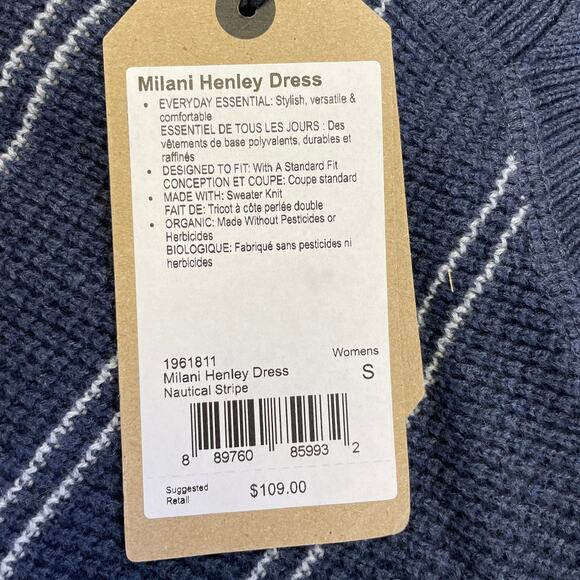 Milani Henley Dress
• EVERYDAY ESSENTIAL: Stylish, versatile &
comfortable
ESSENTIEL DE TOUS LES JOURS : Des
vêtements de base polyvalents, durables et
raffinés
• DESIGNED TO FIT: With A Standard Fit
CONCEPTION ET COUPE: Coupe standard
• MADE WITH: Sweater Knit
FAIT DE: Tricot à côte perlée double
• ORGANIC: Made Without Pesticides or
Herbicides
BIOLOGIQUE: Fabriqué sans pesticides ni
herbicides
1961811
Womens
Milani Henley Dress
S
Nautical Stripe
8 89760 85993 2
Suggested
Retail
$109.00